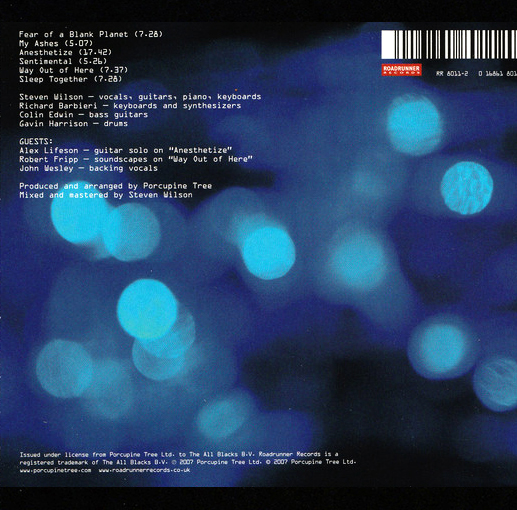 Fear of a Blank Planet (7.28)
My Ashes (5.07)
Anesthetize (17.42)
Sentimental (5.26)
Way Out of Here (7.37)
Sleep Together (7.28)
Steven Wilson — vocals, guitars, piano, keyboards
Richard Barbieri — keyboards and synthesizers
Colin Edwin — bass guitars
Gavin Harrison — drums
GUESTS:
Alex Lifeson — guitar solo on “Anesthetize”
Robert Fripp — soundscapes on “Way Out of Here”
John Wesley — backing vocals
Produced and arranged by Porcupine Tree
Mixed and mastered by Steven Wilson
ROADRUNNER
RECORDS
RR 8011-2 0 16861 801
Issued under license from Porcupine Tree Ltd. to The All Blacks B.V. Roadrunner Records is a
registered trademark of The All Blacks B.V. ℗ 2007 Porcupine Tree Ltd. © 2007 Porcupine Tree Ltd.
www.porcupinetree.com www.roadrunnerrecords.co.uk